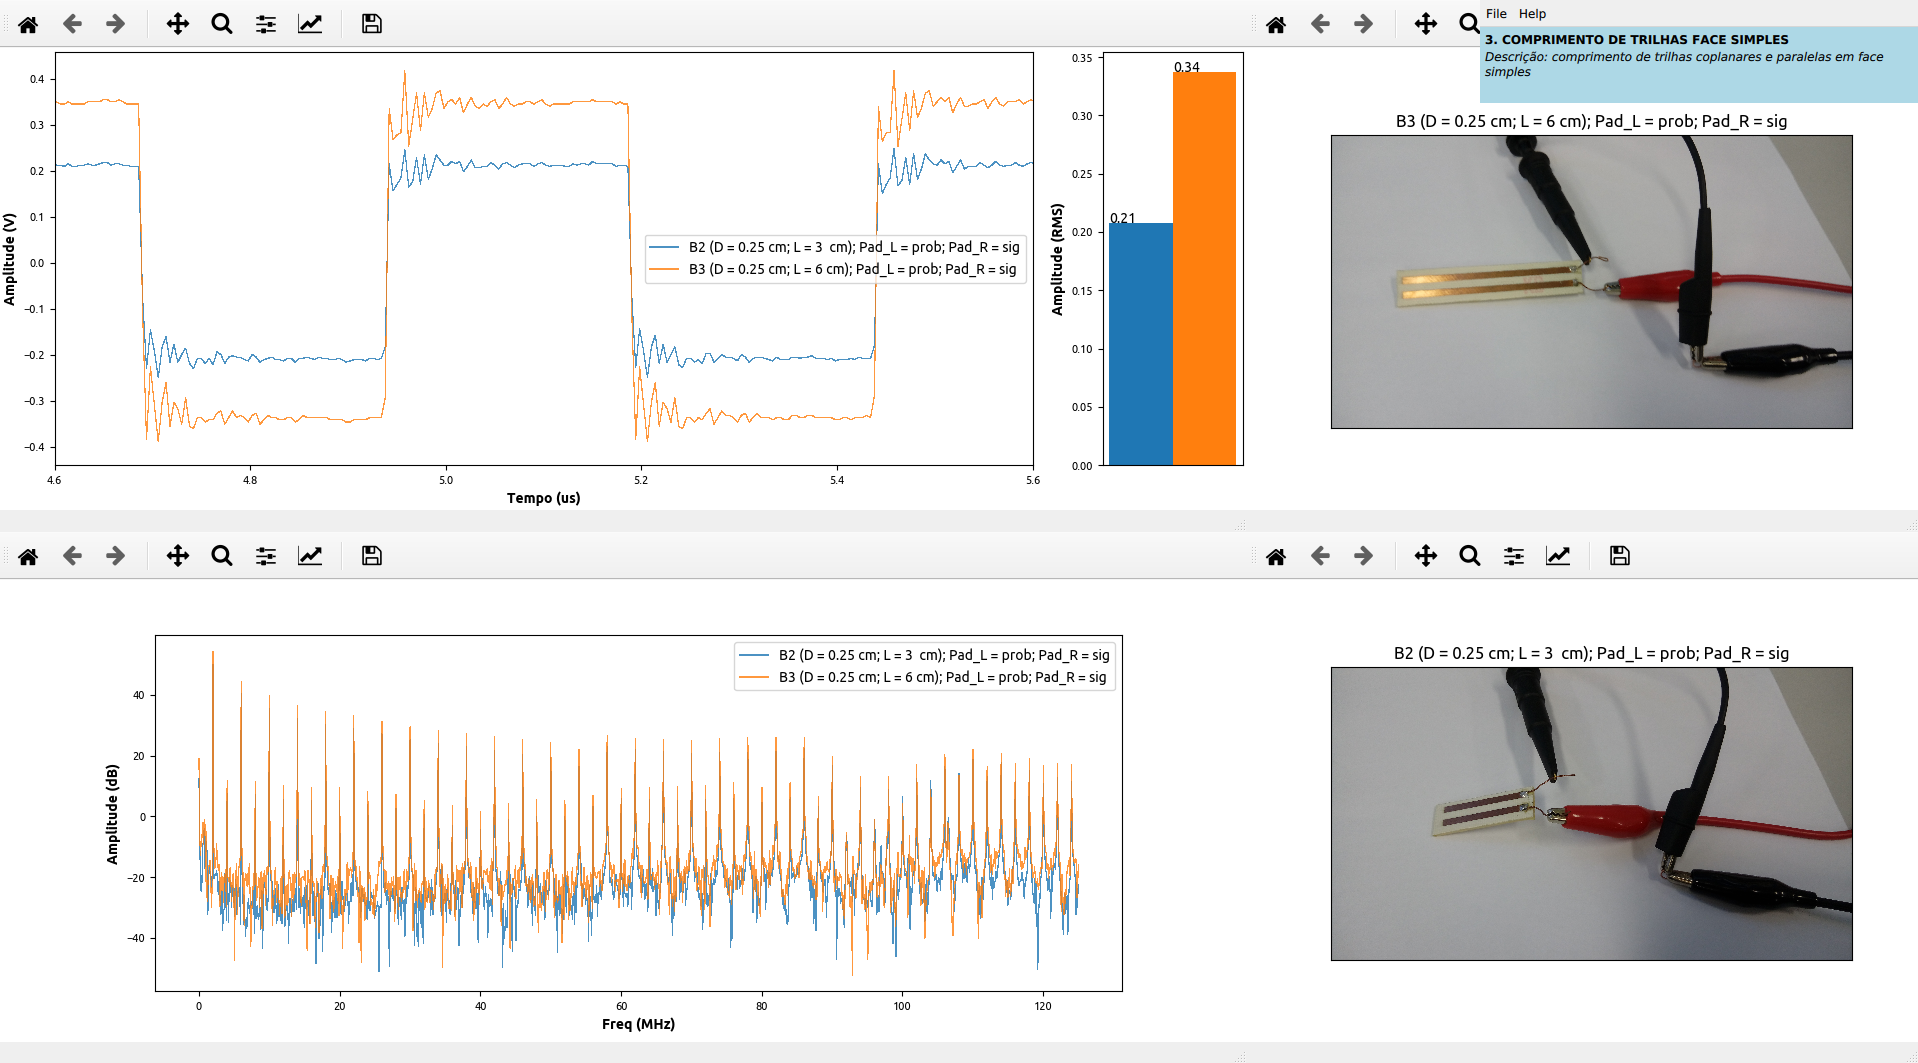 File Help
3. COMPRIMENTO DE TRILHAS FACE SIMPLES
Descrição: comprimento de trilhas coplanares e paralelas em face
simples
Amplitude (V)
0.4
0.3
0.2
0.1
0.0
−0.1
−0.2
−0.3
−0.4
B2 (D = 0.25 cm; L = 3  cm); Pad_L = prob; Pad_R = sig
B3 (D = 0.25 cm; L = 6 cm); Pad_L = prob; Pad_R = sig
4.6 4.8 5.0 5.2 5.4 5.6
Tempo (us)
Amplitude (RMS)
0.35
0.30
0.25
0.20
0.15
0.10
0.05
0.00
0.34
0.21
B3 (D = 0.25 cm; L = 6 cm); Pad_L = prob; Pad_R = sig
Amplitude (dB)
40
20
0
−20
−40
B2 (D = 0.25 cm; L = 3  cm); Pad_L = prob; Pad_R = sig
B3 (D = 0.25 cm; L = 6 cm); Pad_L = prob; Pad_R = sig
0 20 40 60 80 100 120
Freq (MHz)
B2 (D = 0.25 cm; L = 3  cm); Pad_L = prob; Pad_R = sig